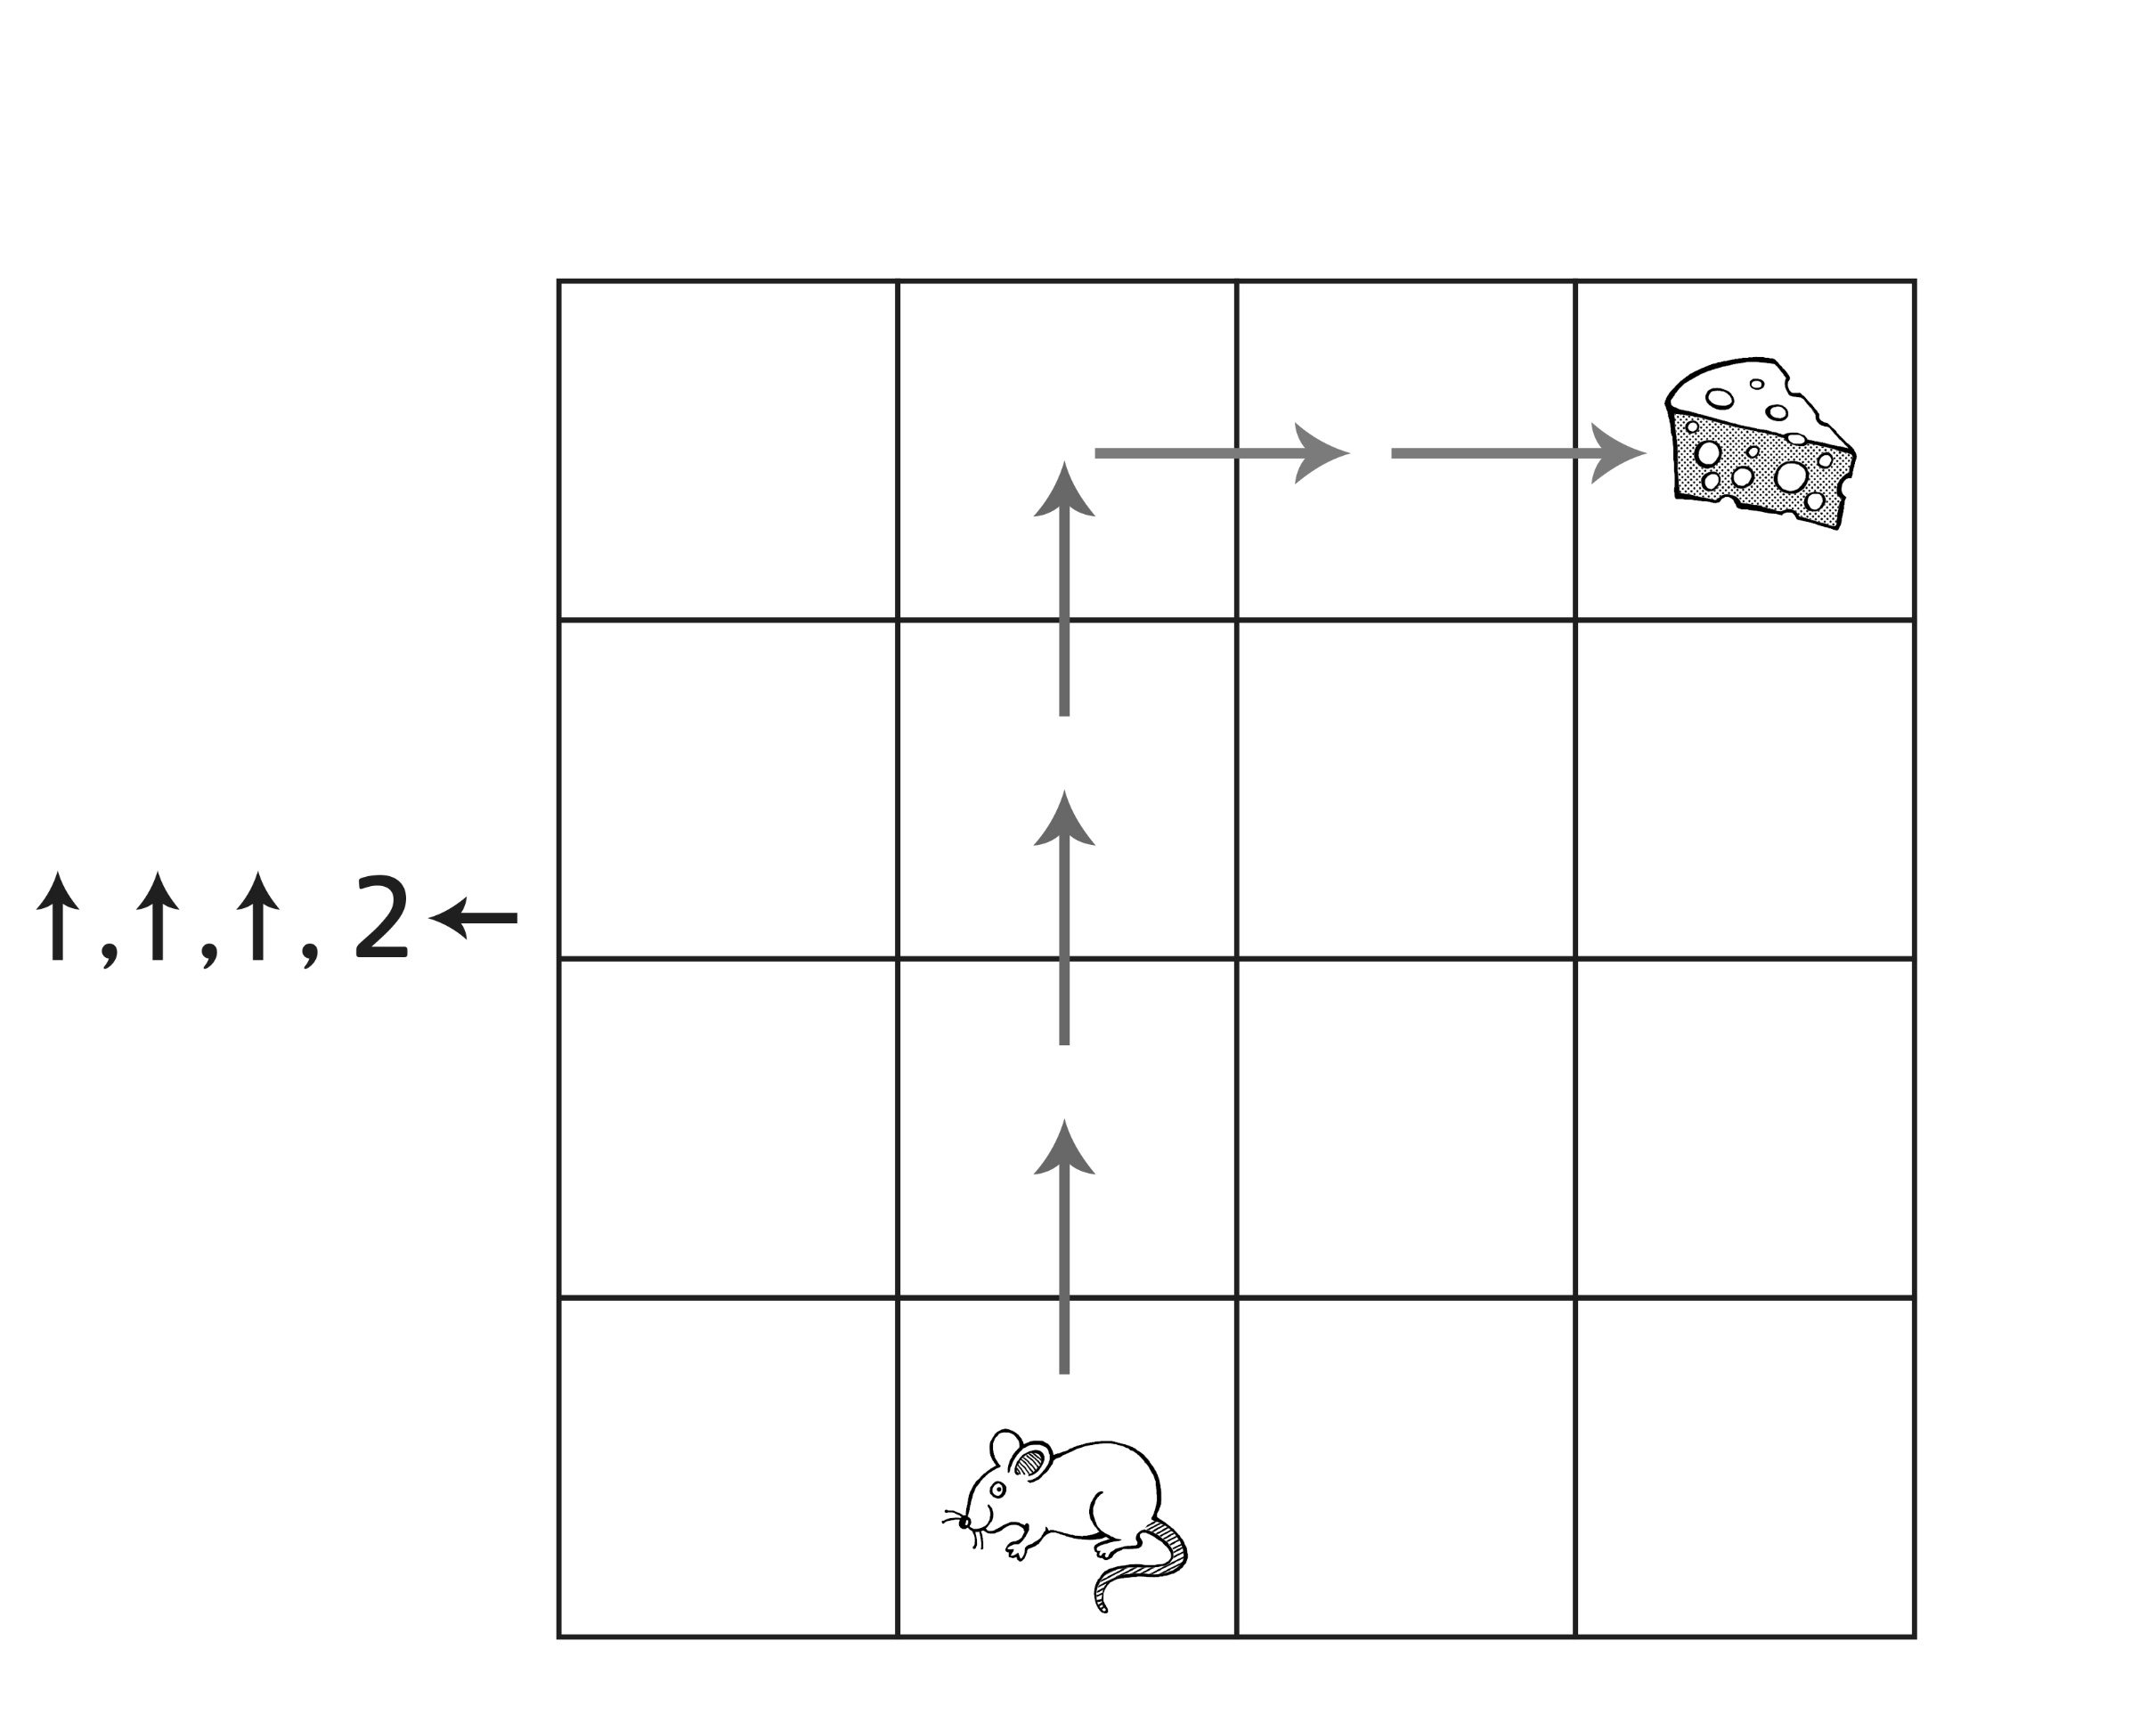 ↑, ↑, ↑, 2 ←